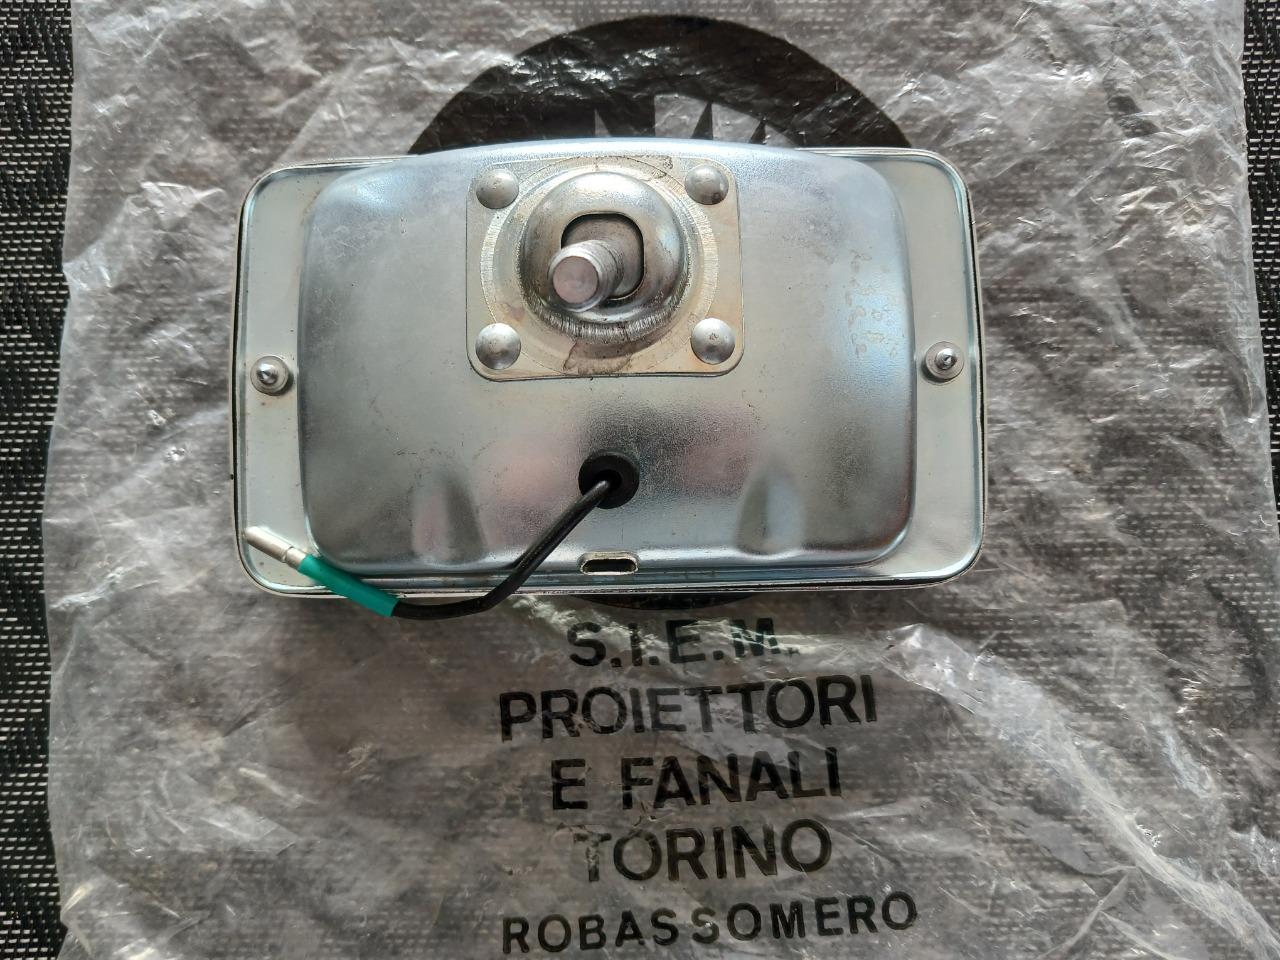 S.I.E.M.
PROIETTORI
E FANALI
TORINO
ROBASSOMERO